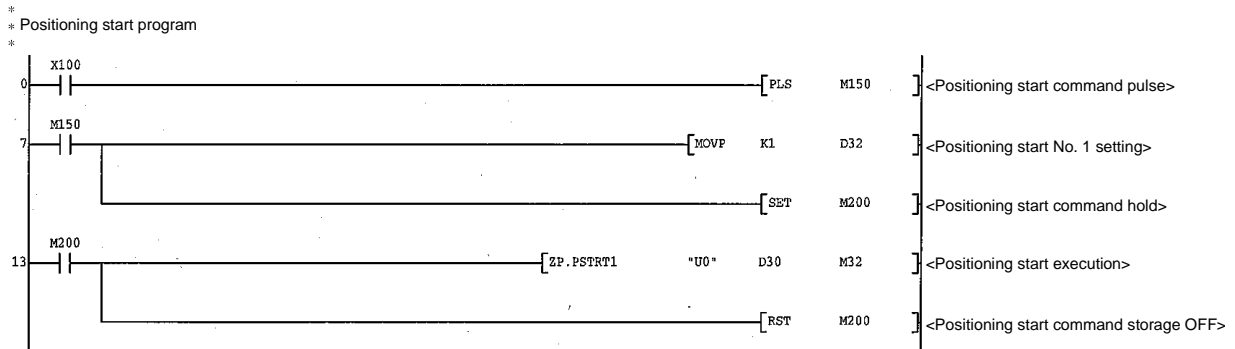 *
* Positioning start program
*
X100
0 [PLS M150 ] <Positioning start command pulse>
M150
7 [MOVP K1 D32 ] <Positioning start No. 1 setting>
[SET M200 ] <Positioning start command hold>
M200
13 [ZP.PSTRT1 "U0" D30 M32 ] <Positioning start execution>
[RST M200 ] <Positioning start command storage OFF>